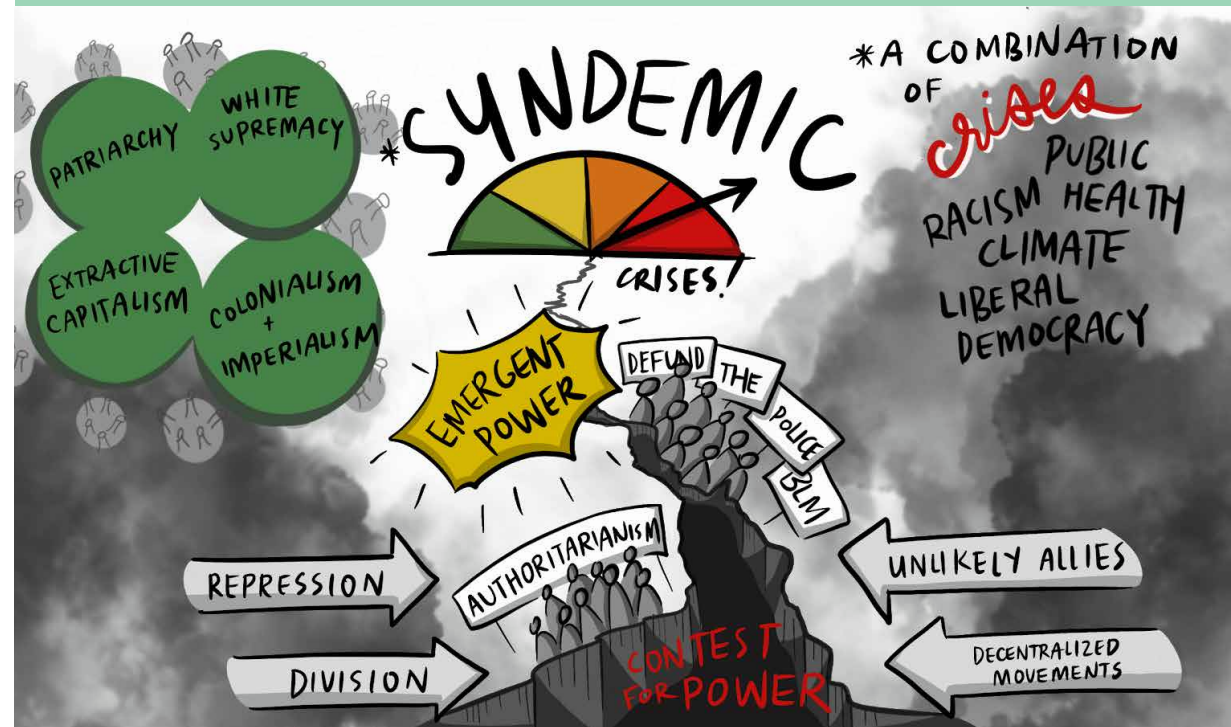 *SYNDEMIC
*A COMBINATION
OF
crises
PUBLIC
RACISM HEALTH
CLIMATE
LIBERAL
DEMOCRACY
PATRIARCHY
WHITE
SUPREMACY
EXTRACTIVE
CAPITALISM
COLONIALISM
+
IMPERIALISM
CRISES!
EMERGENT
POWER
DEFUND
THE
POLICE
BLM
REPRESSION
AUTHORITARIANISM
UNLIKELY ALLIES
DIVISION
CONTEST
FOR POWER
DECENTRALIZED
MOVEMENTS